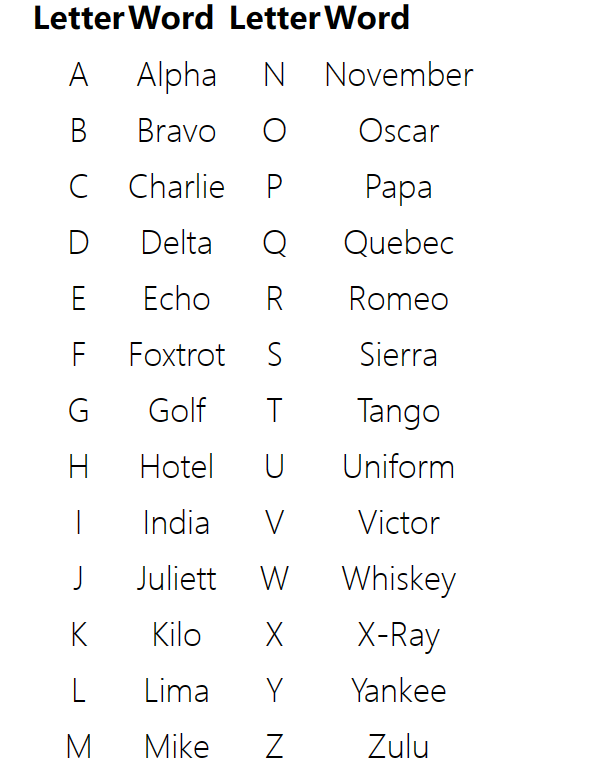 Letter Word Letter Word
A Alpha N November
B Bravo O Oscar
C Charlie P Papa
D Delta Q Quebec
E Echo R Romeo
F Foxtrot S Sierra
G Golf T Tango
H Hotel U Uniform
I India V Victor
J Juliett W Whiskey
K Kilo X X-Ray
L Lima Y Yankee
M Mike Z Zulu